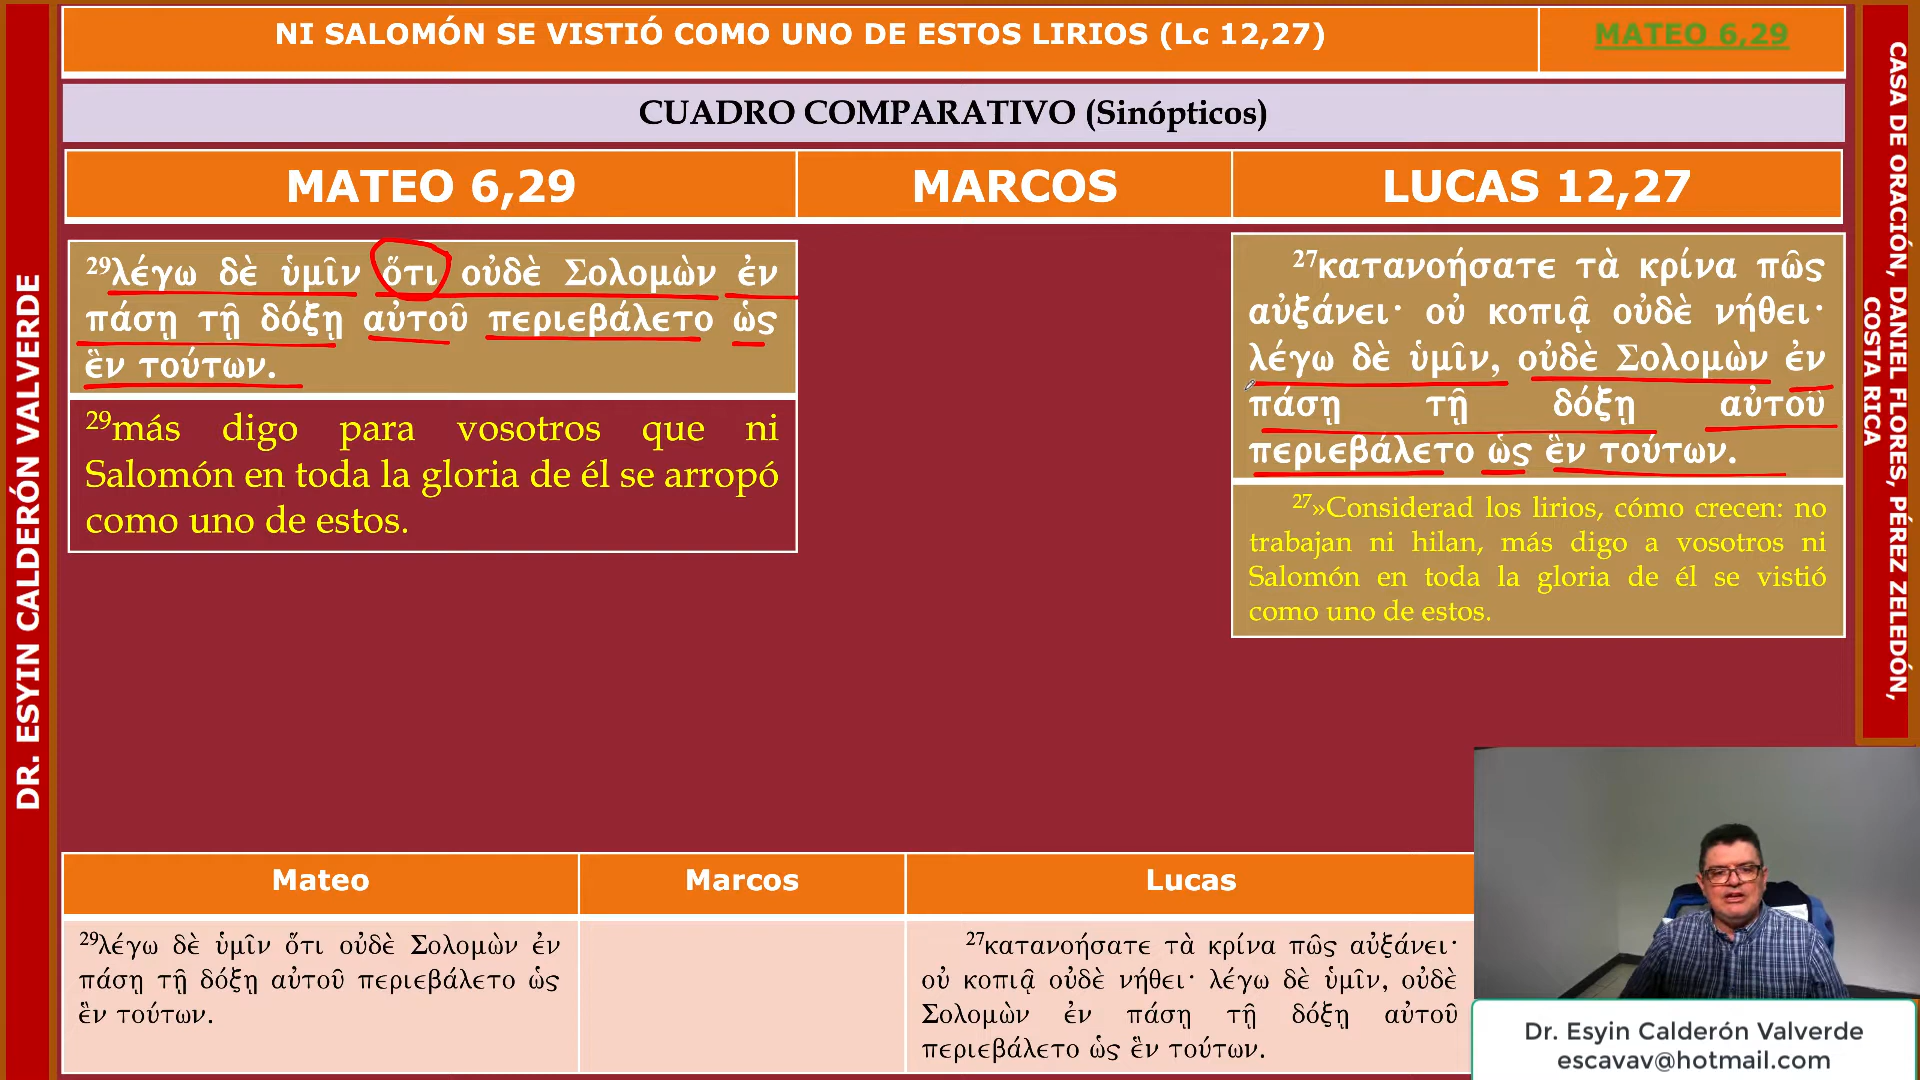 NI SALOMÓN SE VISTIÓ COMO UNO DE ESTOS LIRIOS (Lc 12,27)
MATEO 6,29
CUADRO COMPARATIVO (Sinópticos)
MATEO 6,29
MARCOS
LUCAS 12,27
²⁹λέγω δὲ ὑμῖν ὅτι οὐδὲ Σολομὼν ἐν
πάσῃ τῇ δόξῃ αὐτοῦ περιεβάλετο ὡς
ἓν τούτων.
²⁹más digo para vosotros que ni
Salomón en toda la gloria de él se arropó
como uno de estos.
²⁷κατανοήσατε τὰ κρίνα πῶς
αὐξάνει· οὐ κοπιᾷ οὐδὲ νήθει·
λέγω δὲ ὑμῖν, οὐδὲ Σολομὼν ἐν
πάσῃ τῇ δόξῃ αὐτοῦ
περιεβάλετο ὡς ἓν τούτων.
²⁷»Considerad los lirios, cómo crecen: no
trabajan ni hilan, más digo a vosotros ni
Salomón en toda la gloria de él se vistió
como uno de estos.
Mateo
Marcos
Lucas
²⁹λέγω δὲ ὑμῖν ὅτι οὐδὲ Σολομὼν ἐν
πάσῃ τῇ δόξῃ αὐτοῦ περιεβάλετο ὡς
ἓν τούτων.
²⁷κατανοήσατε τὰ κρίνα πῶς αὐξάνει·
οὐ κοπιᾷ οὐδὲ νήθει· λέγω δὲ ὑμῖν, οὐδὲ
Σολομὼν ἐν πάσῃ τῇ δόξῃ αὐτοῦ
περιεβάλετο ὡς ἓν τούτων.
DR. ESYIN CALDERÓN VALVERDE
CASA DE ORACIÓN, DANIEL FLORES, PÉREZ ZELEDÓN,
COSTA RICA
Dr. Esyin Calderón Valverde
escavav@hotmail.com